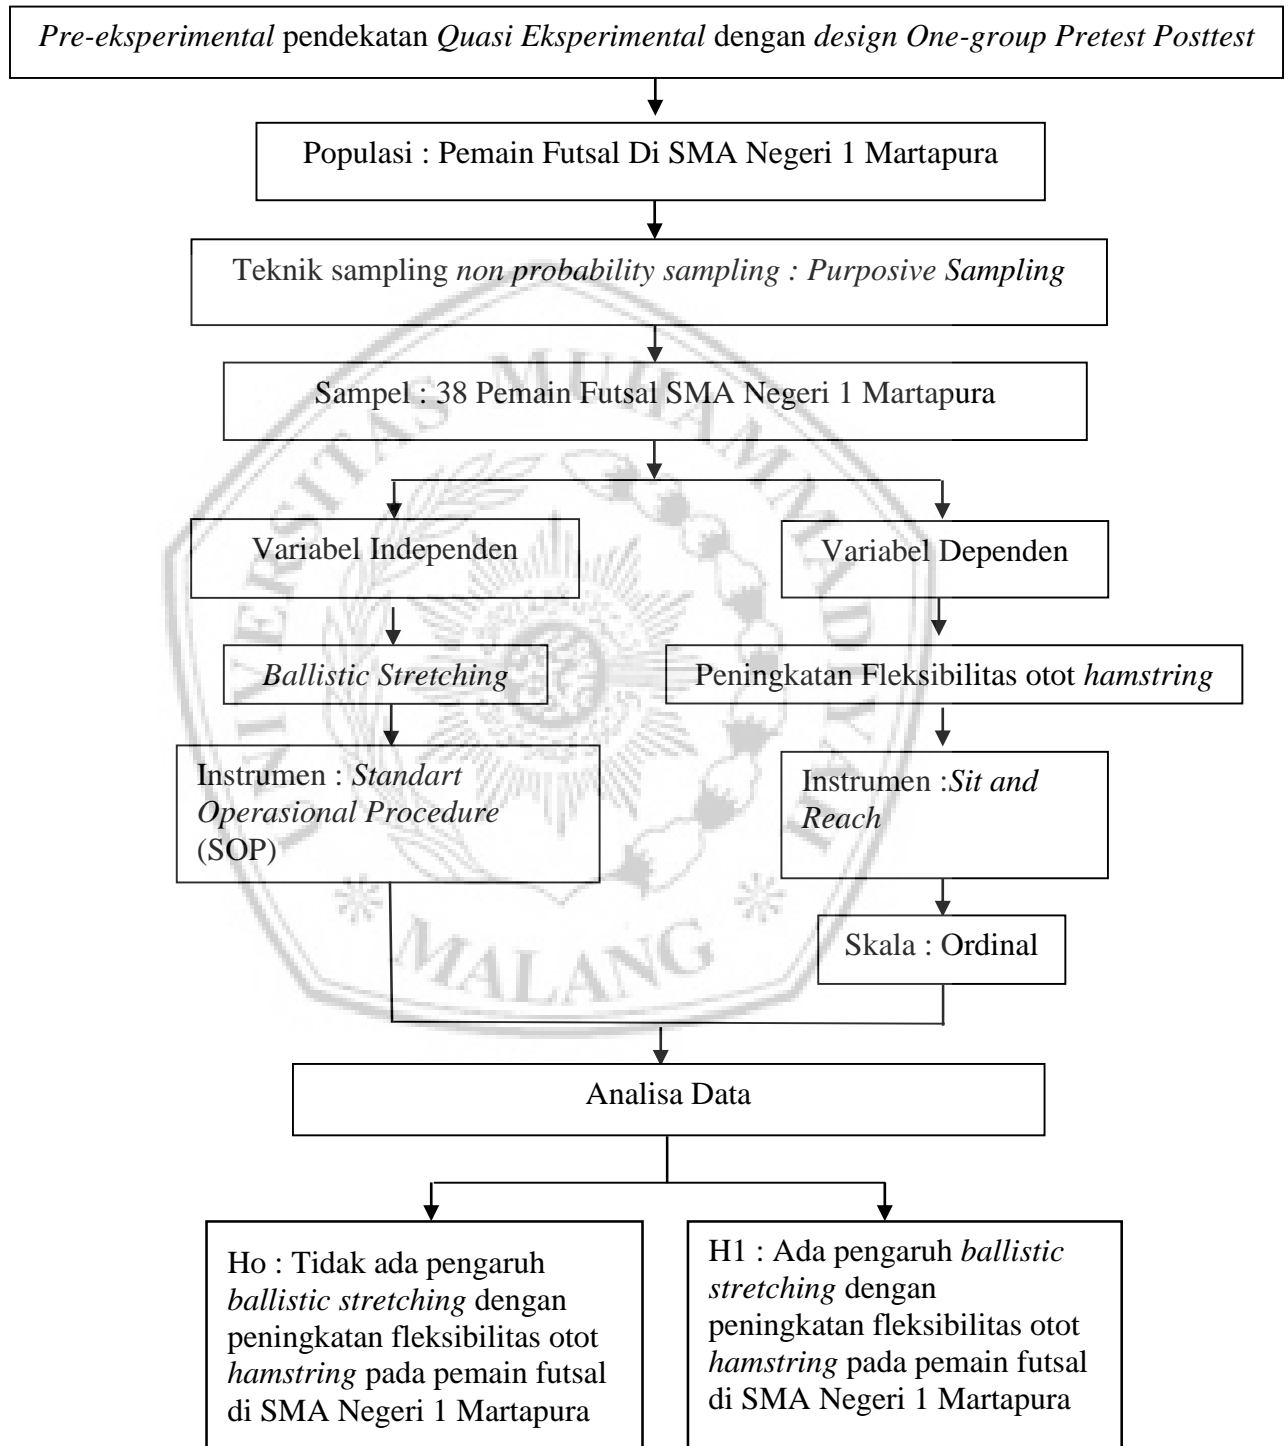 Pre-eksperimental pendekatan Quasi Eksperimental dengan design One-group Pretest Posttest
Populasi : Pemain Futsal Di SMA Negeri 1 Martapura
Teknik sampling non probability sampling : Purposive Sampling
Sampel : 38 Pemain Futsal SMA Negeri 1 Martapura
Variabel Independen
Variabel Dependen
Ballistic Stretching
Peningkatan Fleksibilitas otot hamstring
Instrumen : Standart
Operasional Procedure
(SOP)
Instrumen :Sit and
Reach
Skala : Ordinal
Analisa Data
Ho : Tidak ada pengaruh
ballistic stretching dengan
peningkatan fleksibilitas otot
hamstring pada pemain futsal
di SMA Negeri 1 Martapura
H1 : Ada pengaruh ballistic
stretching dengan
peningkatan fleksibilitas otot
hamstring pada pemain futsal
di SMA Negeri 1 Martapura
UNIVERSITAS MUHAMMADIYAH
MALANG